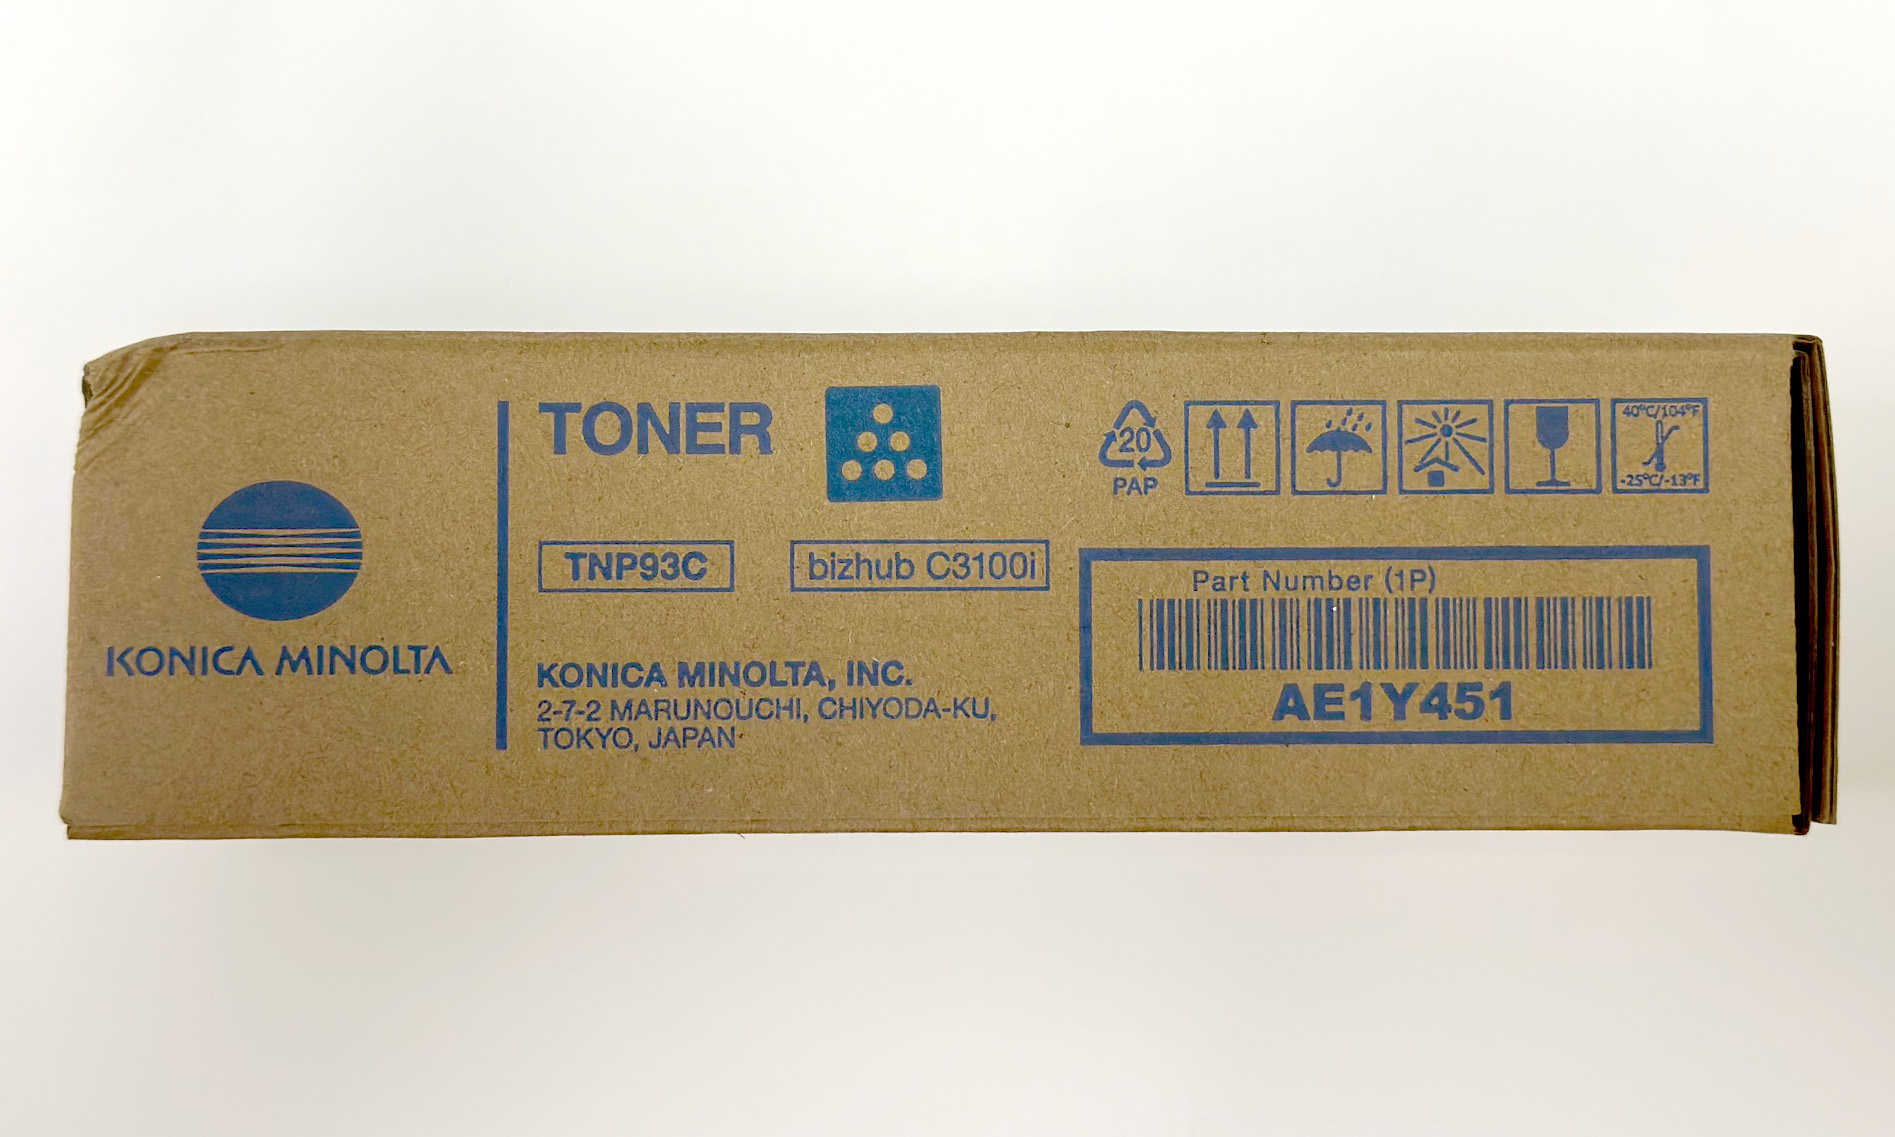 KONICA MINOLTA
TONER
TNP93C
bizhub C3100i
KONICA MINOLTA, INC.
2-7-2 MARUNOUCHI, CHIYODA-KU,
TOKYO, JAPAN
20
PAP
40°C/104°F
-25°C/-13°F
Part Number (1P)
AE1Y451